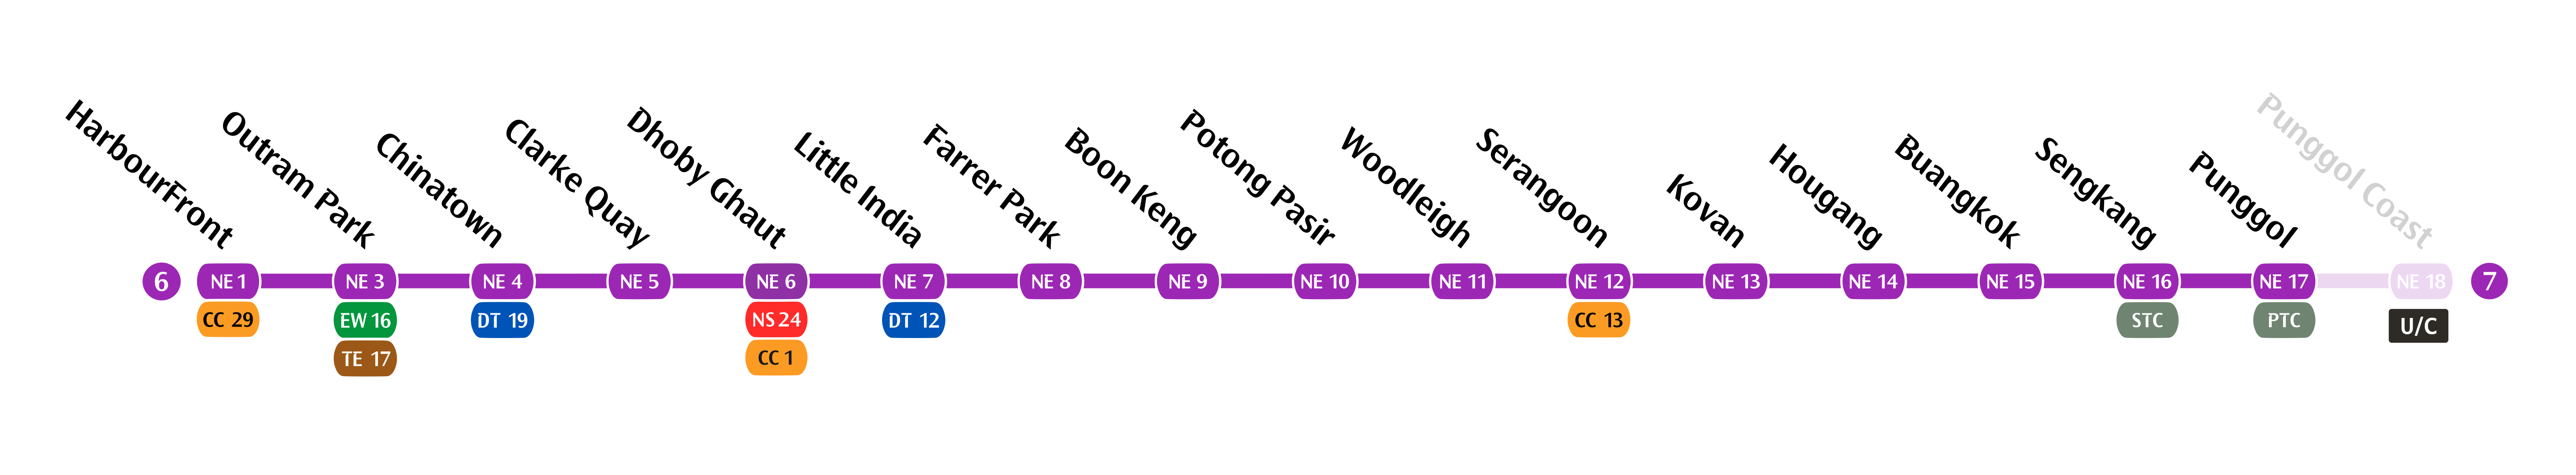 HarbourFront
Outram Park
Chinatown
Clarke Quay
Dhoby Ghaut
Little India
Farrer Park
Boon Keng
Potong Pasir
Woodleigh
Serangoon
Kovan
Hougang
Buangkok
Sengkang
Punggol
Punggol Coast
6 NE 1 NE 3 NE 4 NE 5 NE 6 NE 7 NE 8 NE 9 NE 10 NE 11 NE 12 NE 13 NE 14 NE 15 NE 16 NE 17 NE 18 7
CC 29 EW 16 DT 19 NS 24 DT 12 CC 13 STC PTC U/C
TE 17 CC 1